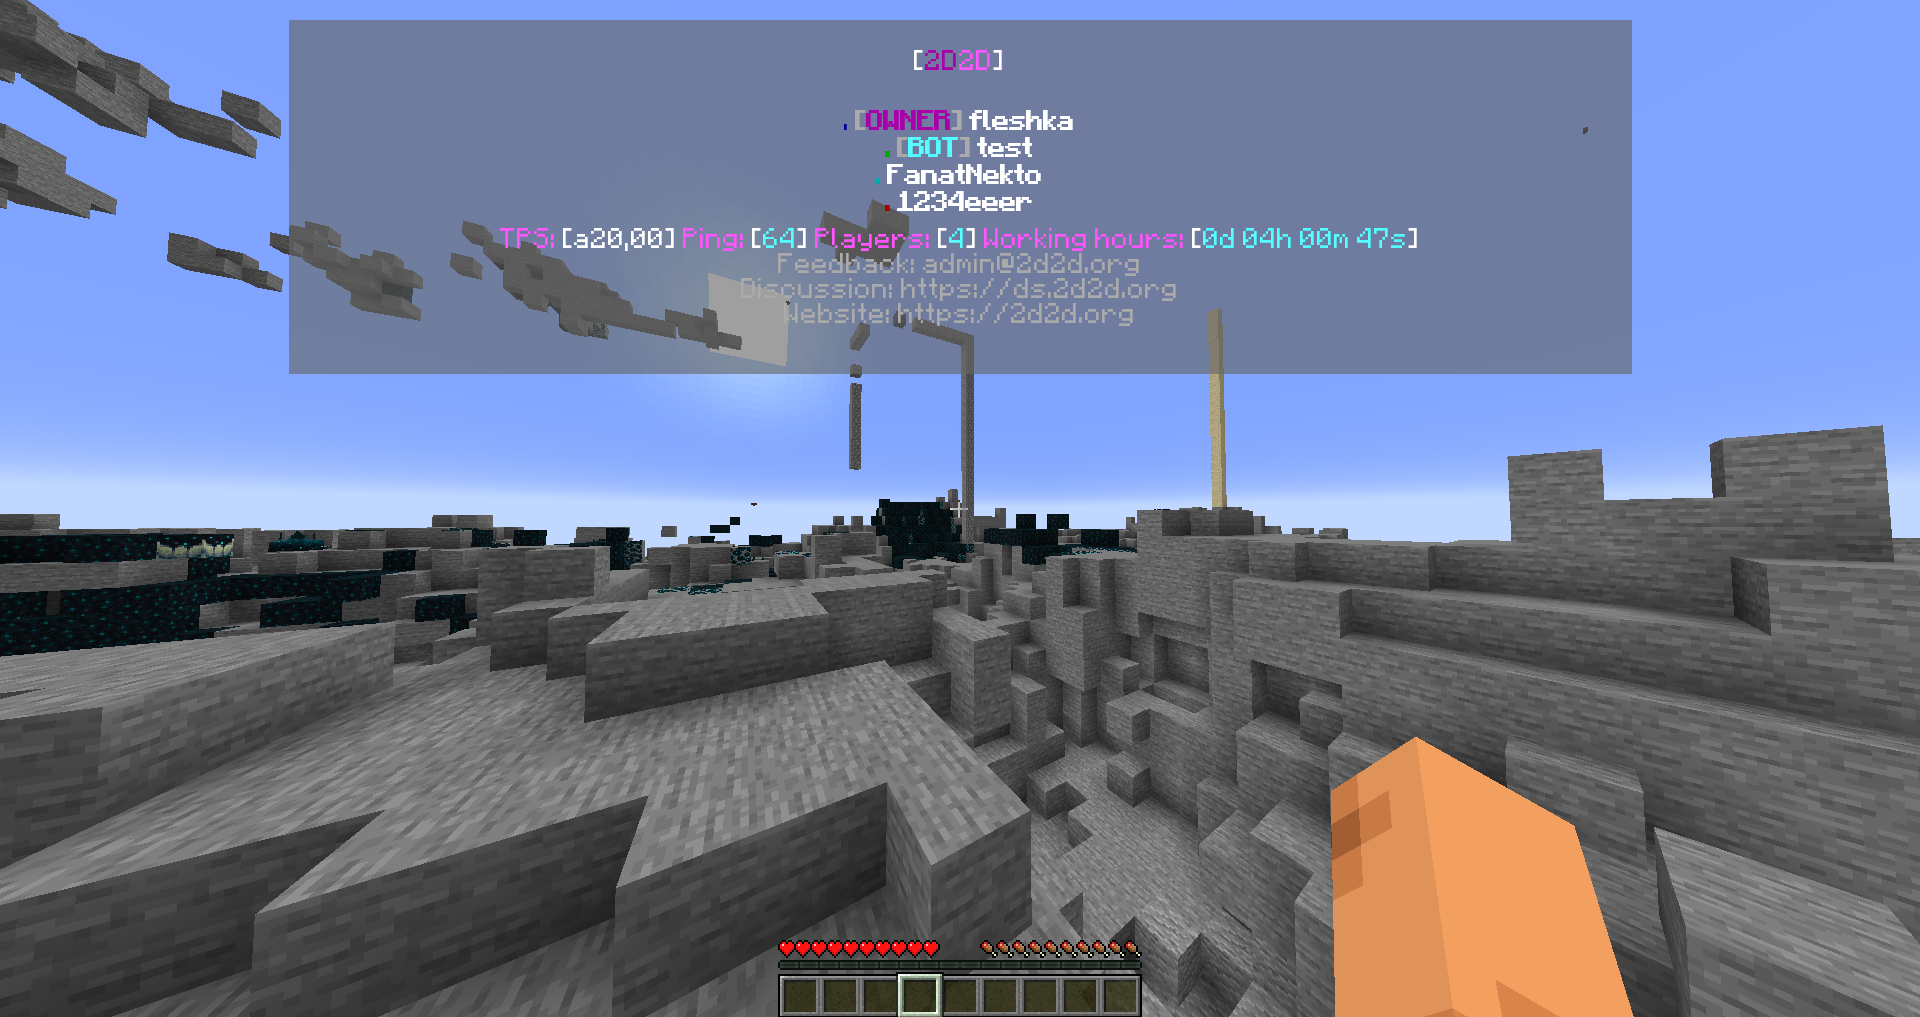 [2D2D]
.[OWNER] fleshka
.[BOT] test
.FanatNekto
.1234eeer
TPS: [a20,00] Ping: [64] Players: [4] Working hours: [0d 04h 00m 47s]
Feedback: admin@2d2d.org
Discussion: https://ds.2d2d.org
Website: https://2d2d.org